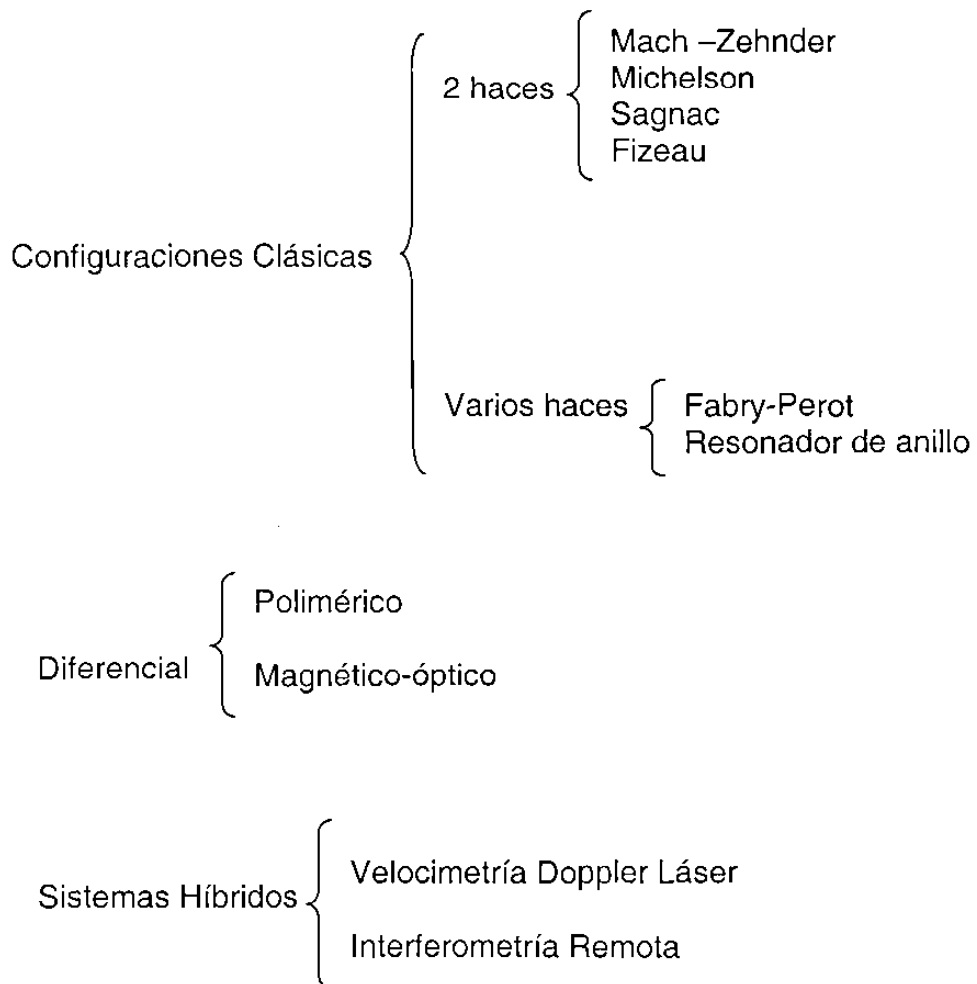 Configuraciones Clásicas
2 haces
Mach –Zehnder
Michelson
Sagnac
Fizeau
Varios haces
Fabry-Perot
Resonador de anillo
Diferencial
Polimérico
Magnético-óptico
Sistemas Híbridos
Velocimetría Doppler Láser
Interferometría Remota